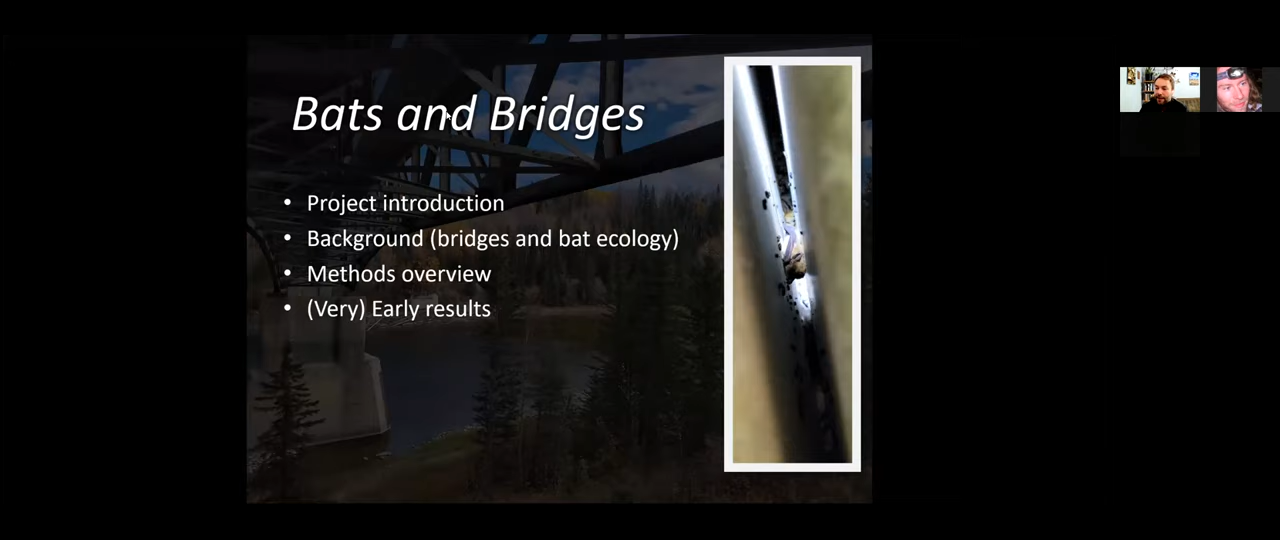 Bats and Bridges
• Project introduction
• Background (bridges and bat ecology)
• Methods overview
• (Very) Early results